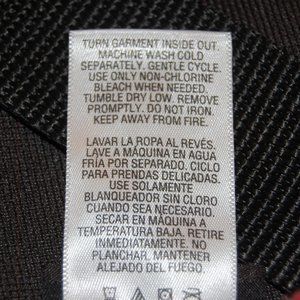 TURN GARMENT INSIDE OUT.
MACHINE WASH COLD
SEPARATELY. GENTLE CYCLE.
USE ONLY NON-CHLORINE
BLEACH WHEN NEEDED.
TUMBLE DRY LOW. REMOVE
PROMPTLY. DO NOT IRON.
KEEP AWAY FROM FIRE.
LAVAR LA ROPA AL REVÉS.
LAVE A MÁQUINA EN AGUA
FRÍA POR SEPARADO. CICLO
PARA PRENDAS DELICADAS.
USE SOLAMENTE
BLANQUEADOR SIN CLORO
CUANDO SEA NECESARIO.
SECAR EN MÁQUINA A
TEMPERATURA BAJA. RETIRE
INMEDIATAMENTE. NO
PLANCHAR. MANTENER
ALEJADO DEL FUEGO.